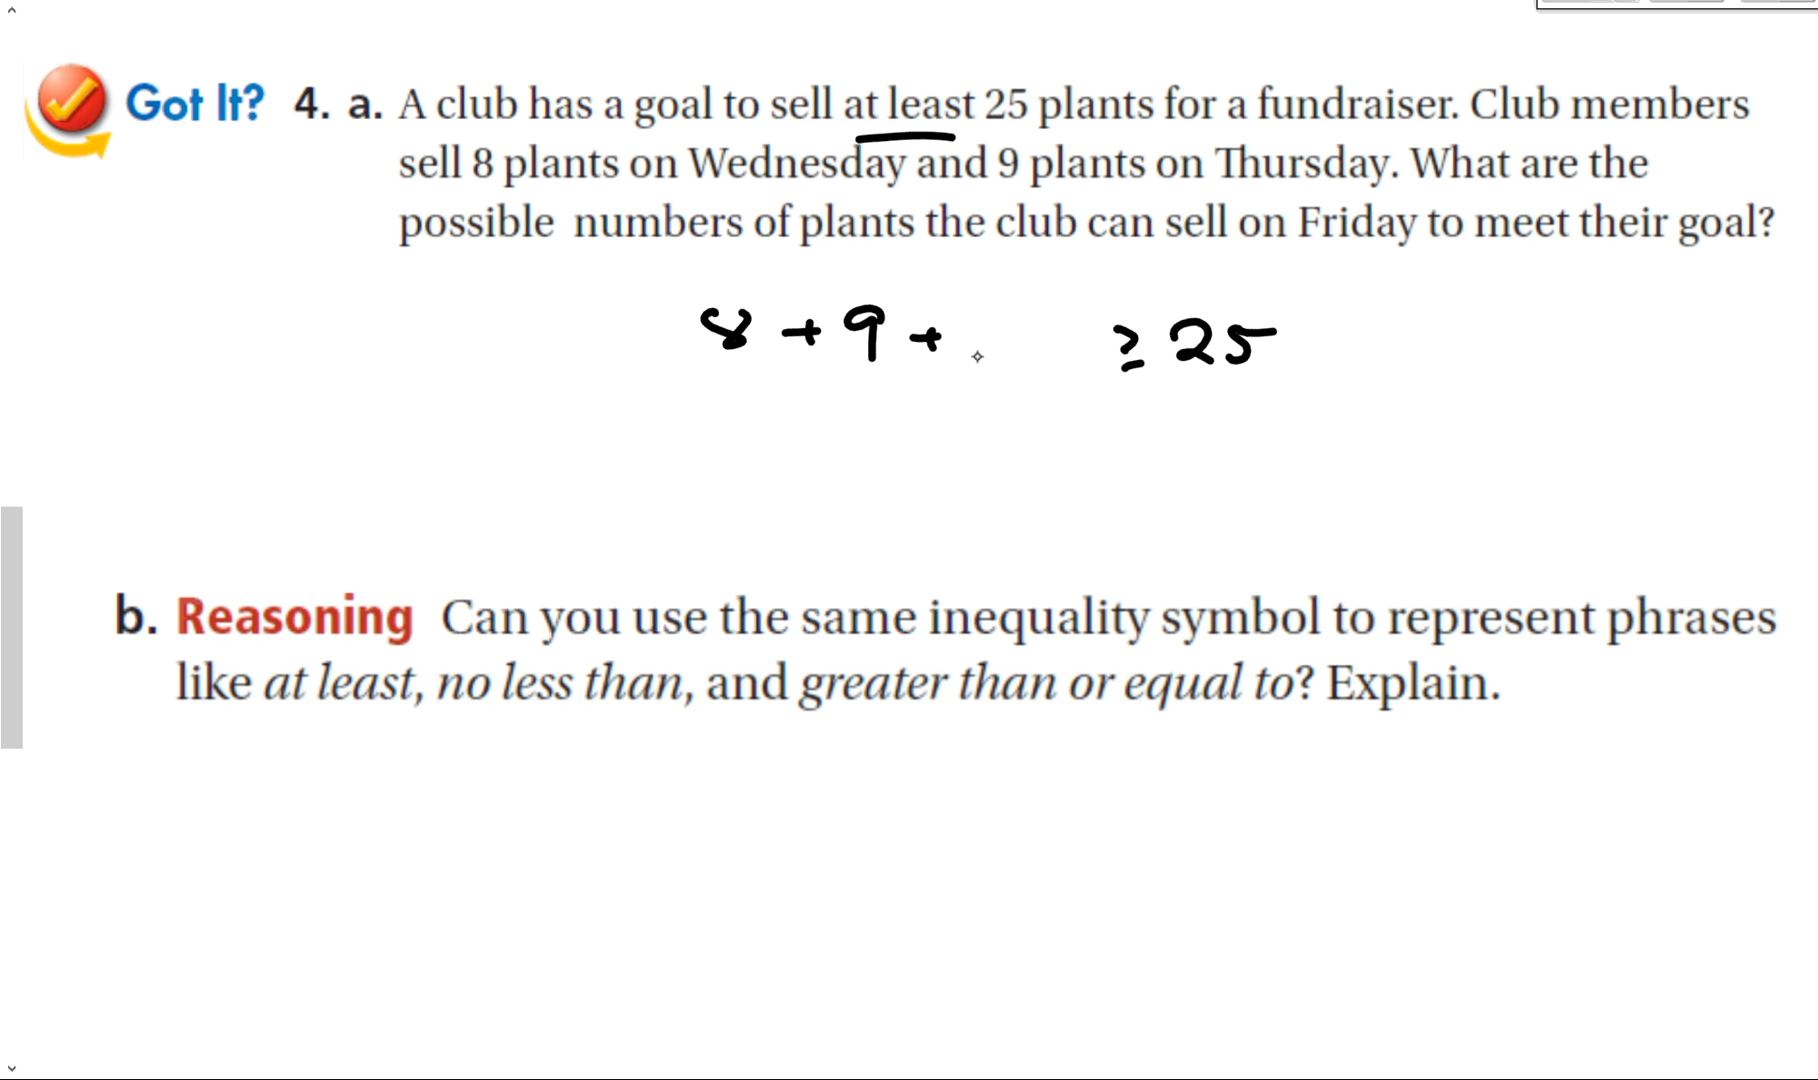 Got It? 4. a. A club has a goal to sell at least 25 plants for a fundraiser. Club members
sell 8 plants on Wednesday and 9 plants on Thursday. What are the
possible numbers of plants the club can sell on Friday to meet their goal?
8 + 9 + ≥ 25
b. Reasoning Can you use the same inequality symbol to represent phrases
like at least, no less than, and greater than or equal to? Explain.